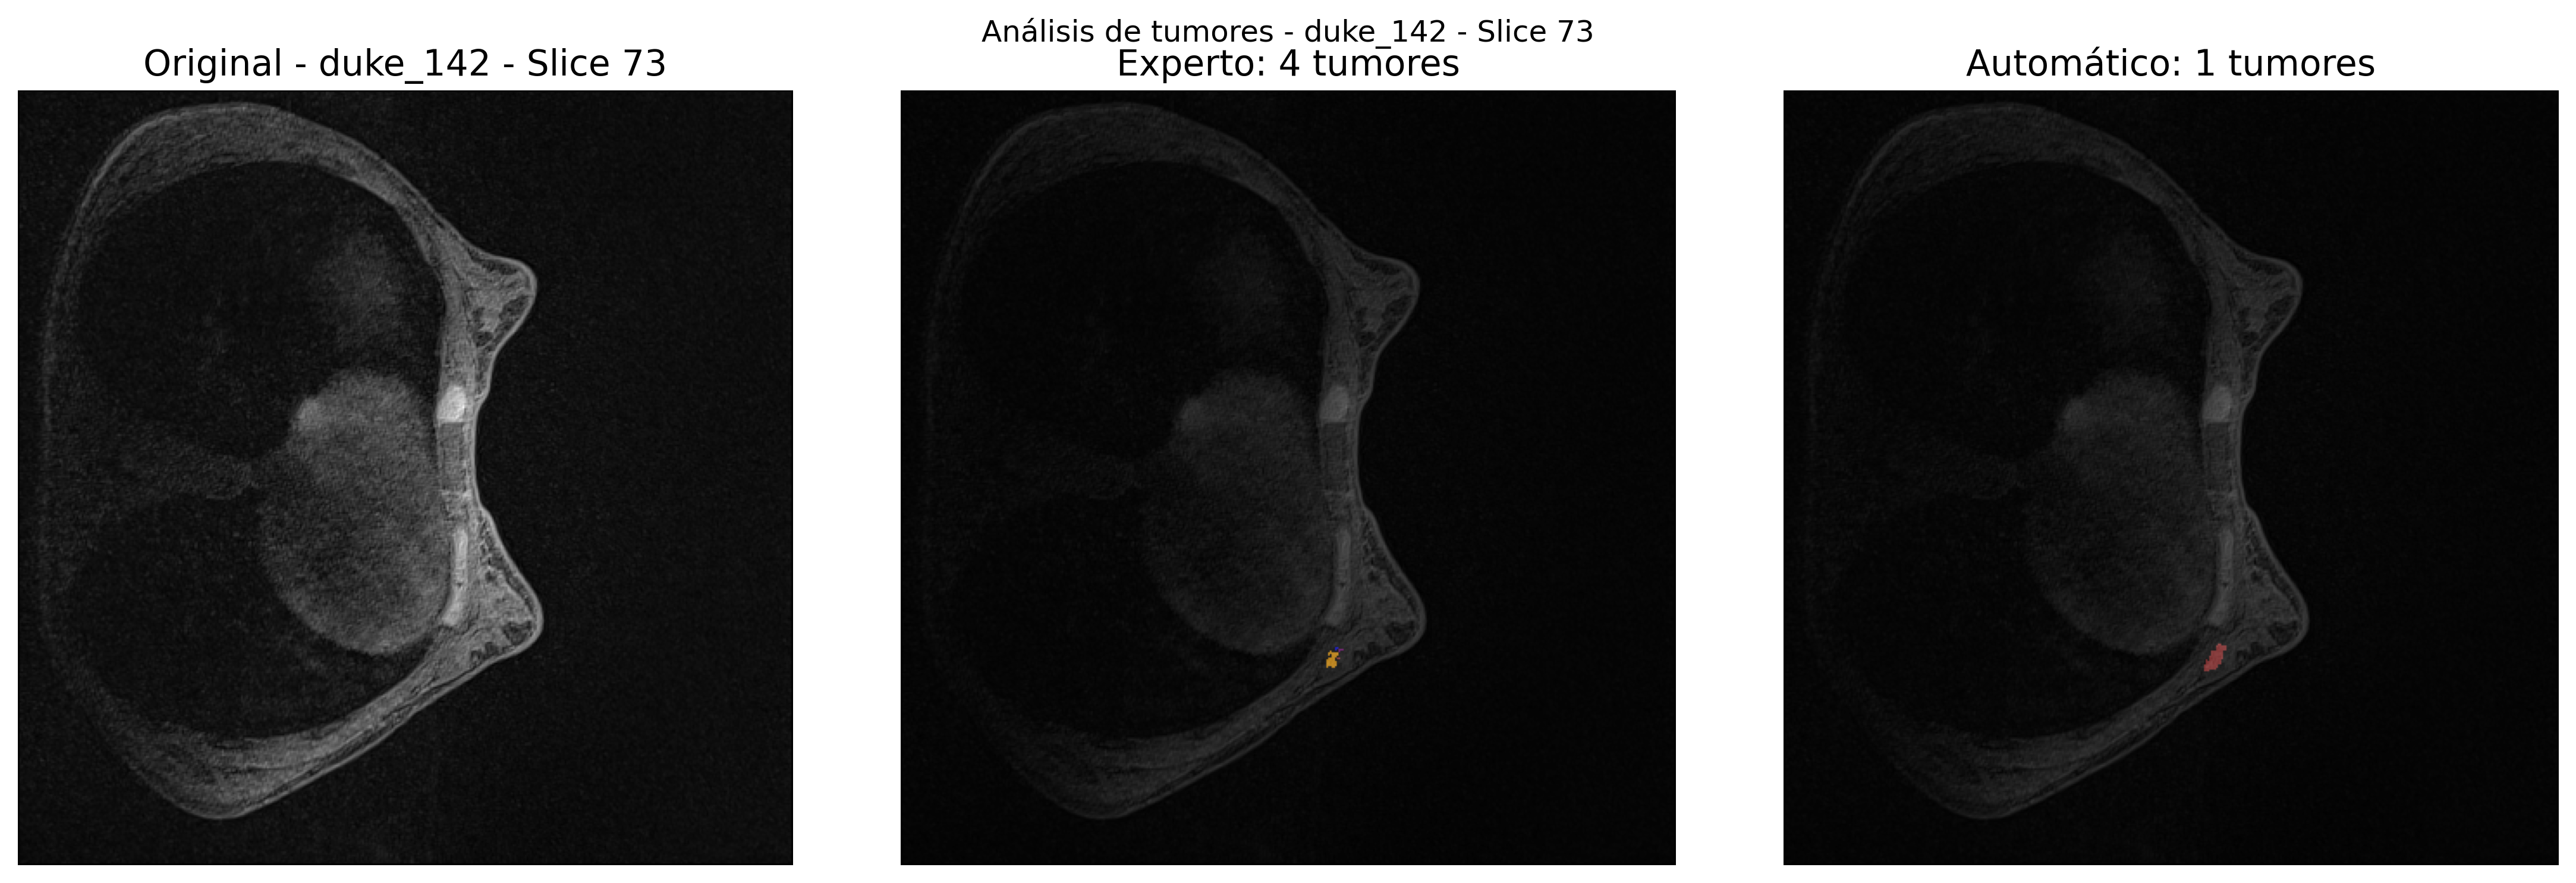 Análisis de tumores - duke_142 - Slice 73
Original - duke_142 - Slice 73
Experto: 4 tumores
Automático: 1 tumores